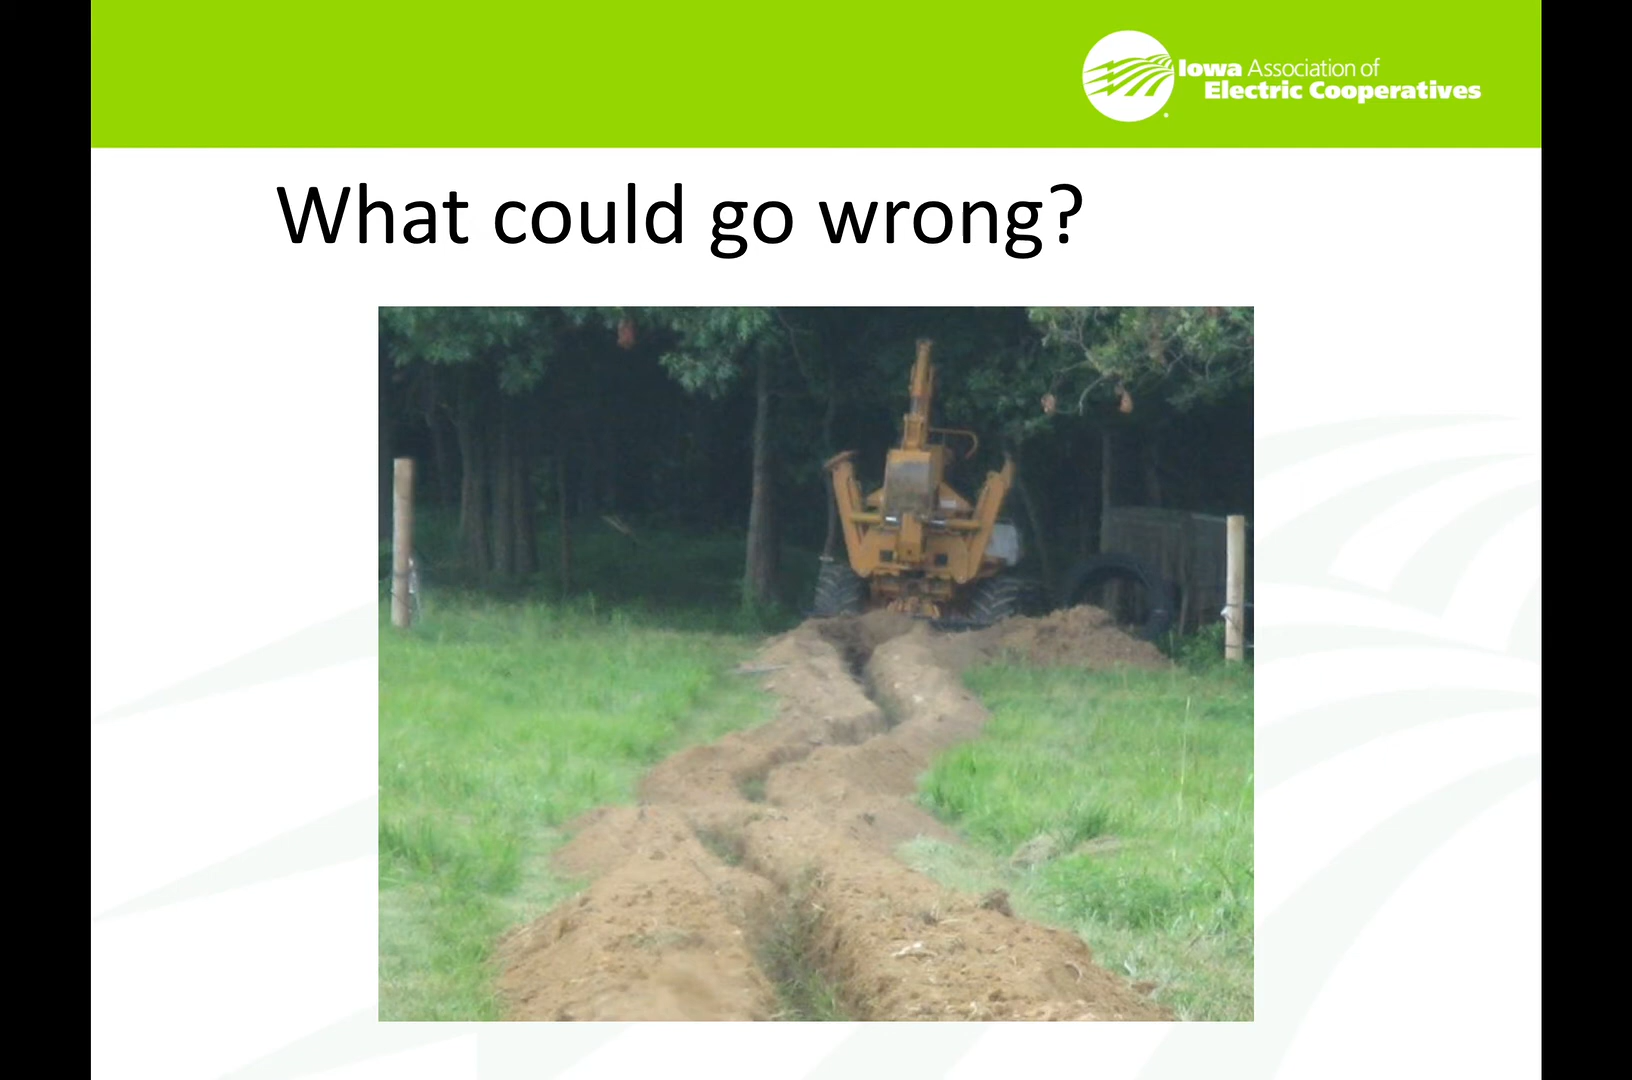 Iowa Association of
Electric Cooperatives
What could go wrong?